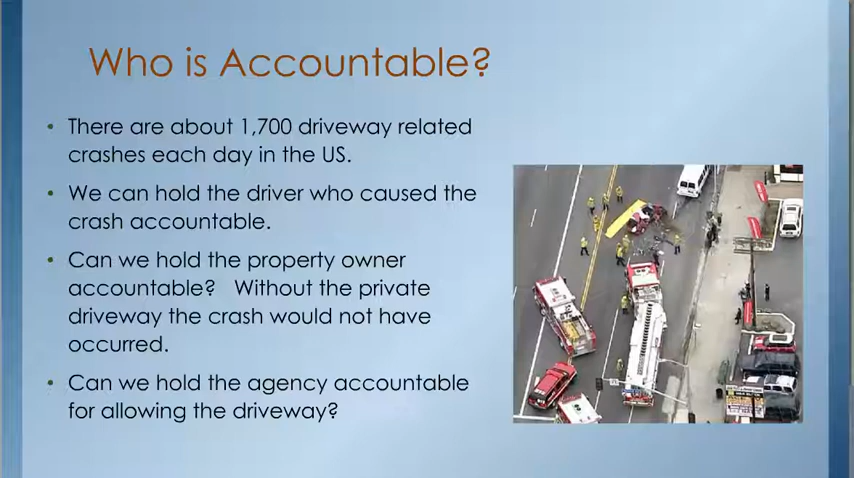 Who is Accountable?
• There are about 1,700 driveway related
crashes each day in the US.
• We can hold the driver who caused the
crash accountable.
• Can we hold the property owner
accountable? Without the private
driveway the crash would not have
occurred.
• Can we hold the agency accountable
for allowing the driveway?